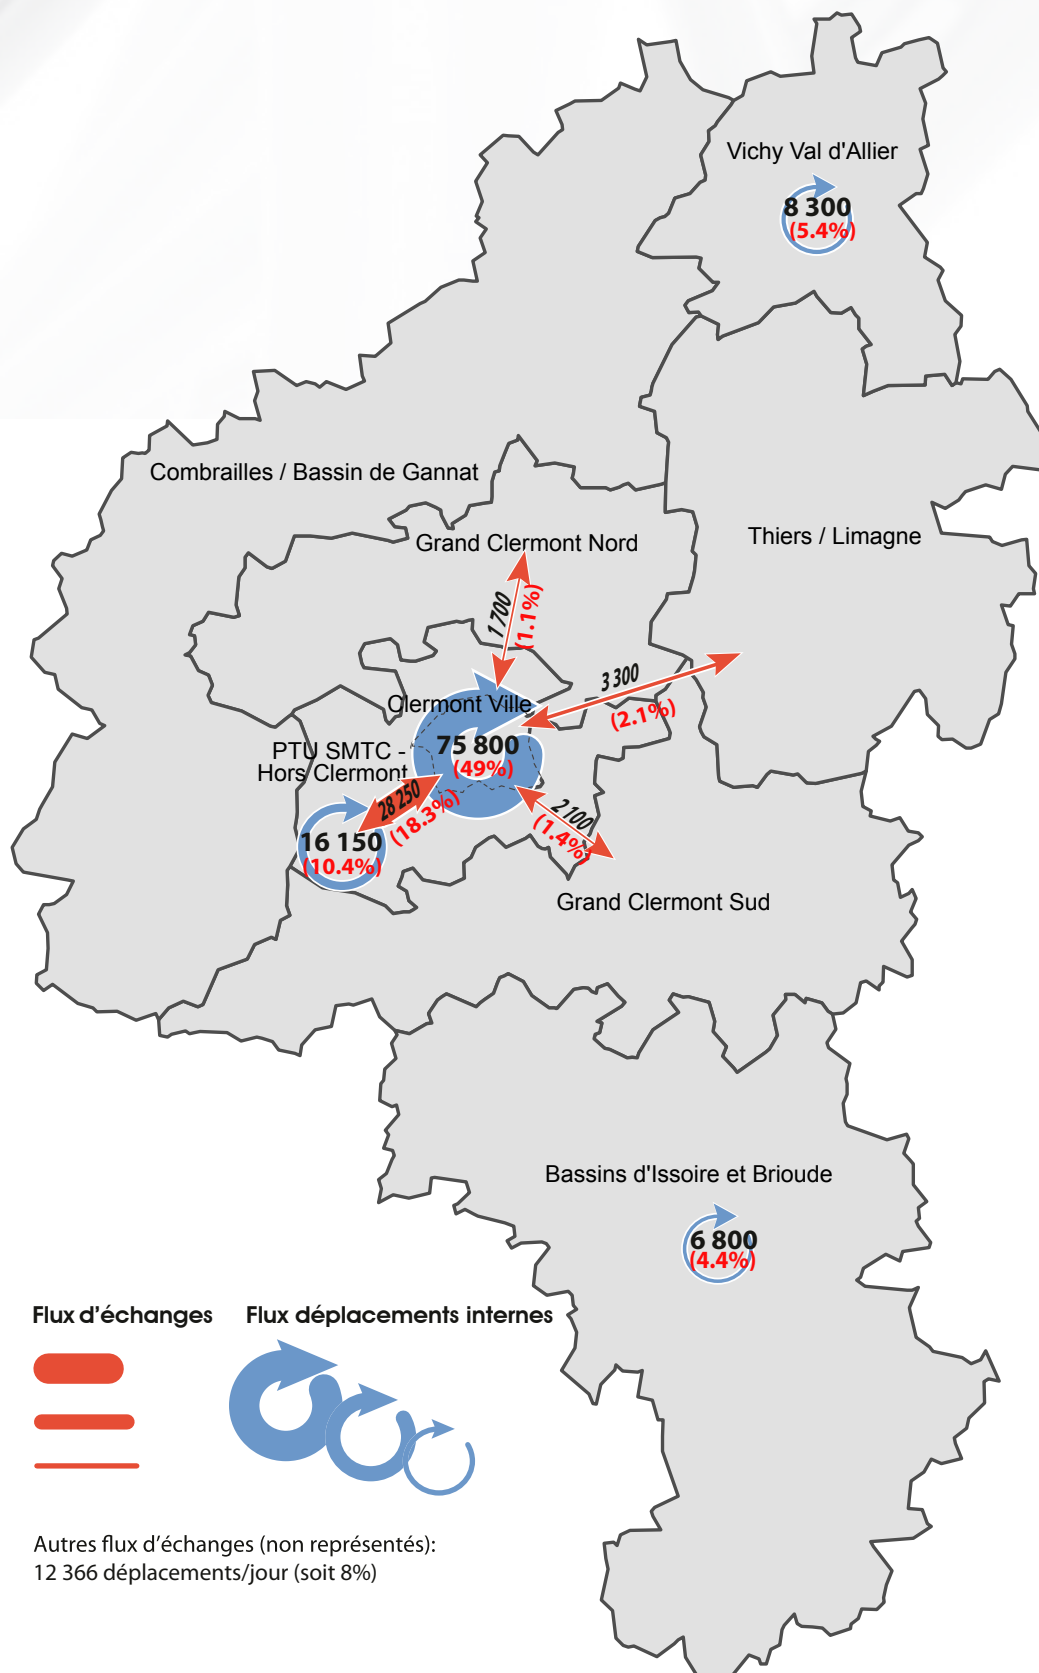 Vichy Val d'Allier
8 300
(5.4%)
Combrailles / Bassin de Gannat
Grand Clermont Nord
Thiers / Limagne
1 700
(1.1%)
3 300
(2.1%)
Clermont Ville
75 800
(49%)
PTU SMTC -
Hors Clermont
28 250
(18.3%)
16 150
(10.4%)
2 100
(1.4%)
Grand Clermont Sud
Bassins d'Issoire et Brioude
6 800
(4.4%)
Flux d'échanges
Flux déplacements internes
Autres flux d'échanges (non représentés):
12 366 déplacements/jour (soit 8%)